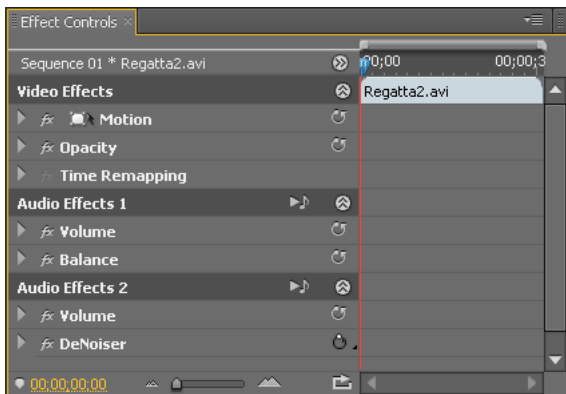 Effect Controls ×
Sequence 01 * Regatta2.avi
00;00 00;00;3
Video Effects
Regatta2.avi
fx Motion
fx Opacity
fx Time Remapping
Audio Effects 1
fx Volume
fx Balance
Audio Effects 2
fx Volume
fx DeNoiser
00;00;00;00